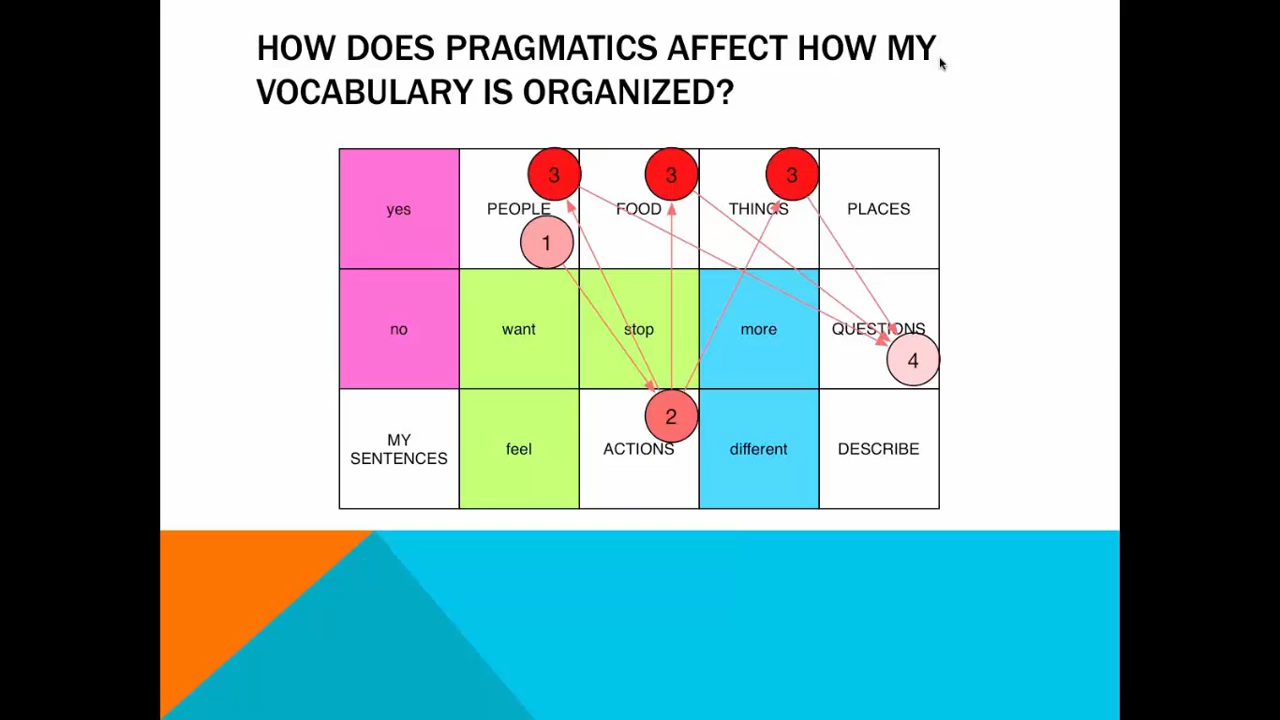 HOW DOES PRAGMATICS AFFECT HOW MY
VOCABULARY IS ORGANIZED?
3
3
3
yes
PEOPLE
FOOD
THINGS
PLACES
1
no
want
stop
more
QUESTIONS
4
2
MY
SENTENCES
feel
ACTIONS
different
DESCRIBE